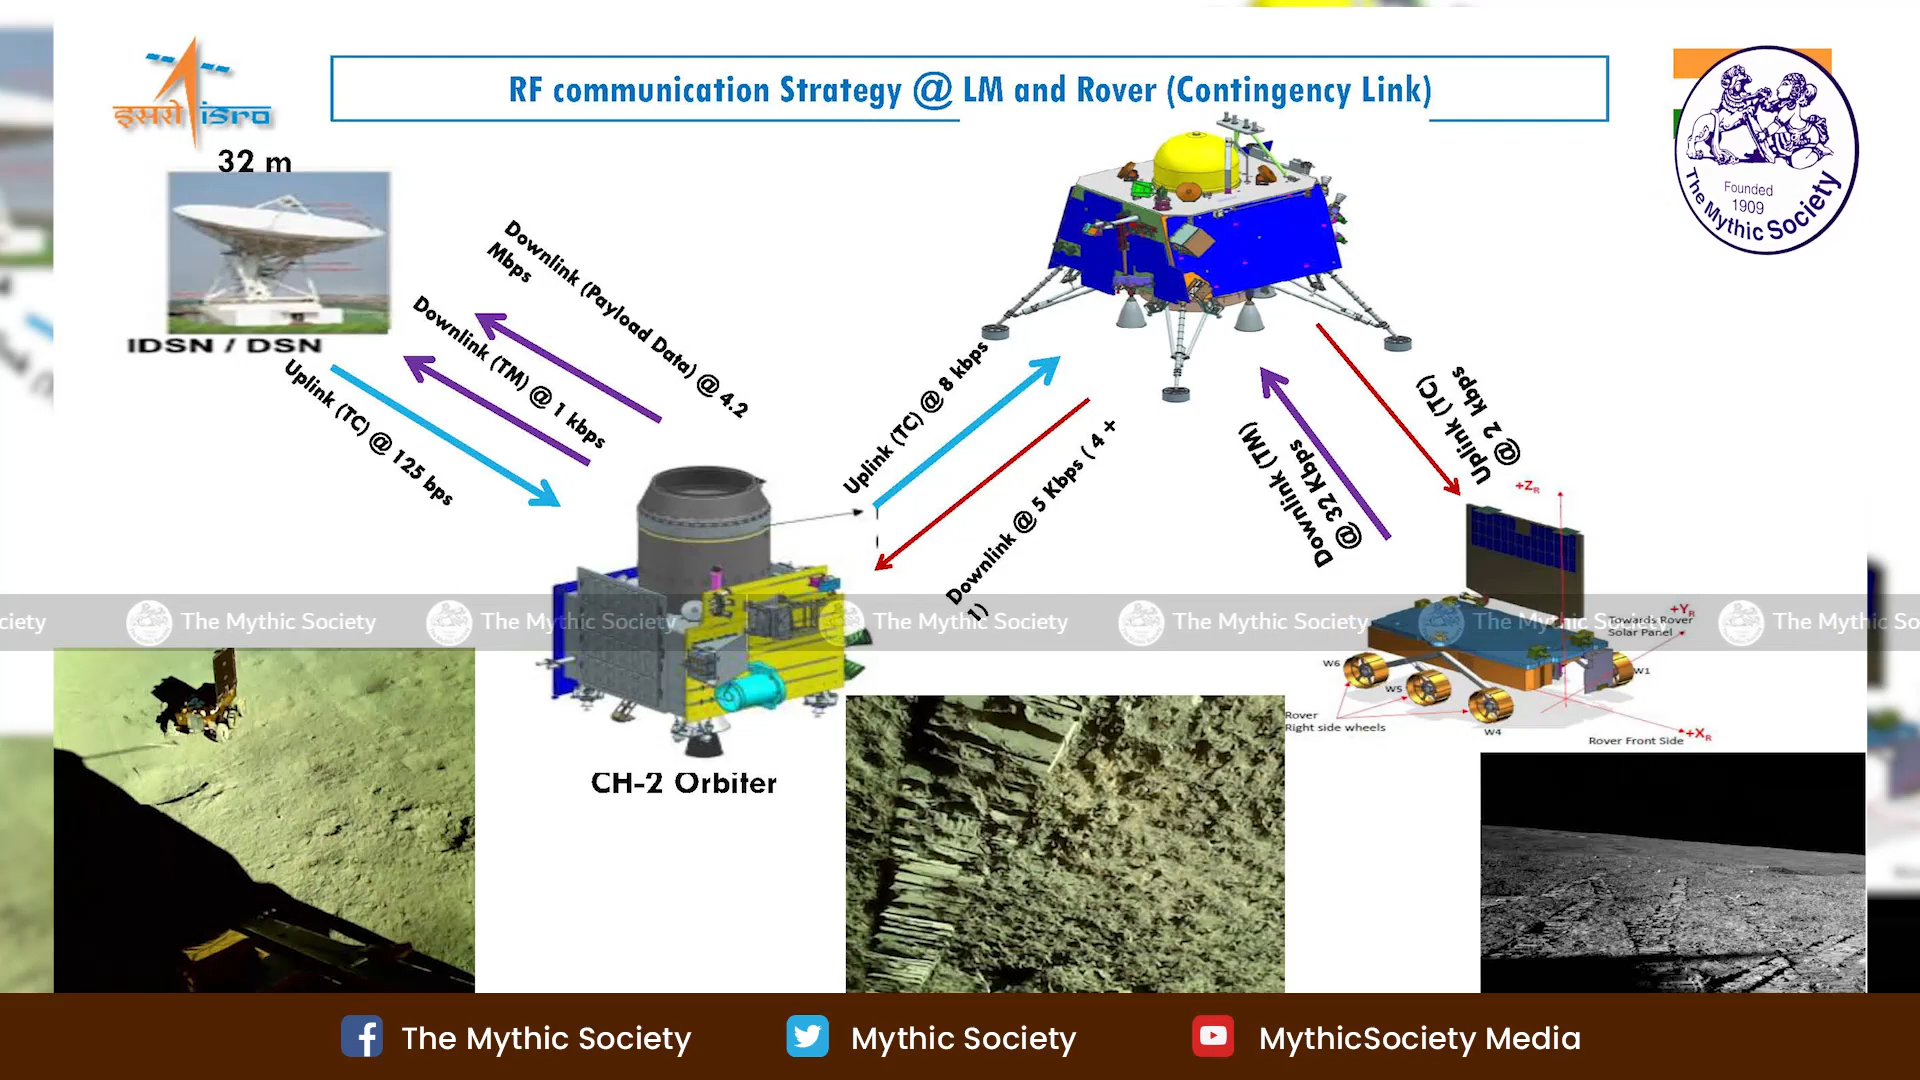 RF communication Strategy @ LM and Rover (Contingency Link)
इसरो isro
Founded
1909
The Mythic Society
32 m
IDSN / DSN
Downlink (Payload Data) @ 4.2
Mbps
Downlink (TM) @ 1 kbps
Uplink (TC) @ 125 bps
Uplink (TC) @ 8 kbps
Downlink @ 5 Kbps ( 4 +
1)
Downlink (TM)
@ 32 Kbps
Uplink (TC)
@ 2 Kbps
+ZR
+YR
Towards Rover
Solar Panel
W6
W5
W4
W1
Rover
Right side wheels
+XR
Rover Front Side
CH-2 Orbiter
ciety The Mythic Society The Mythic Society The Mythic Society The Mythic Society The Mythic Society The Mythic So
The Mythic Society
Mythic Society
MythicSociety Media